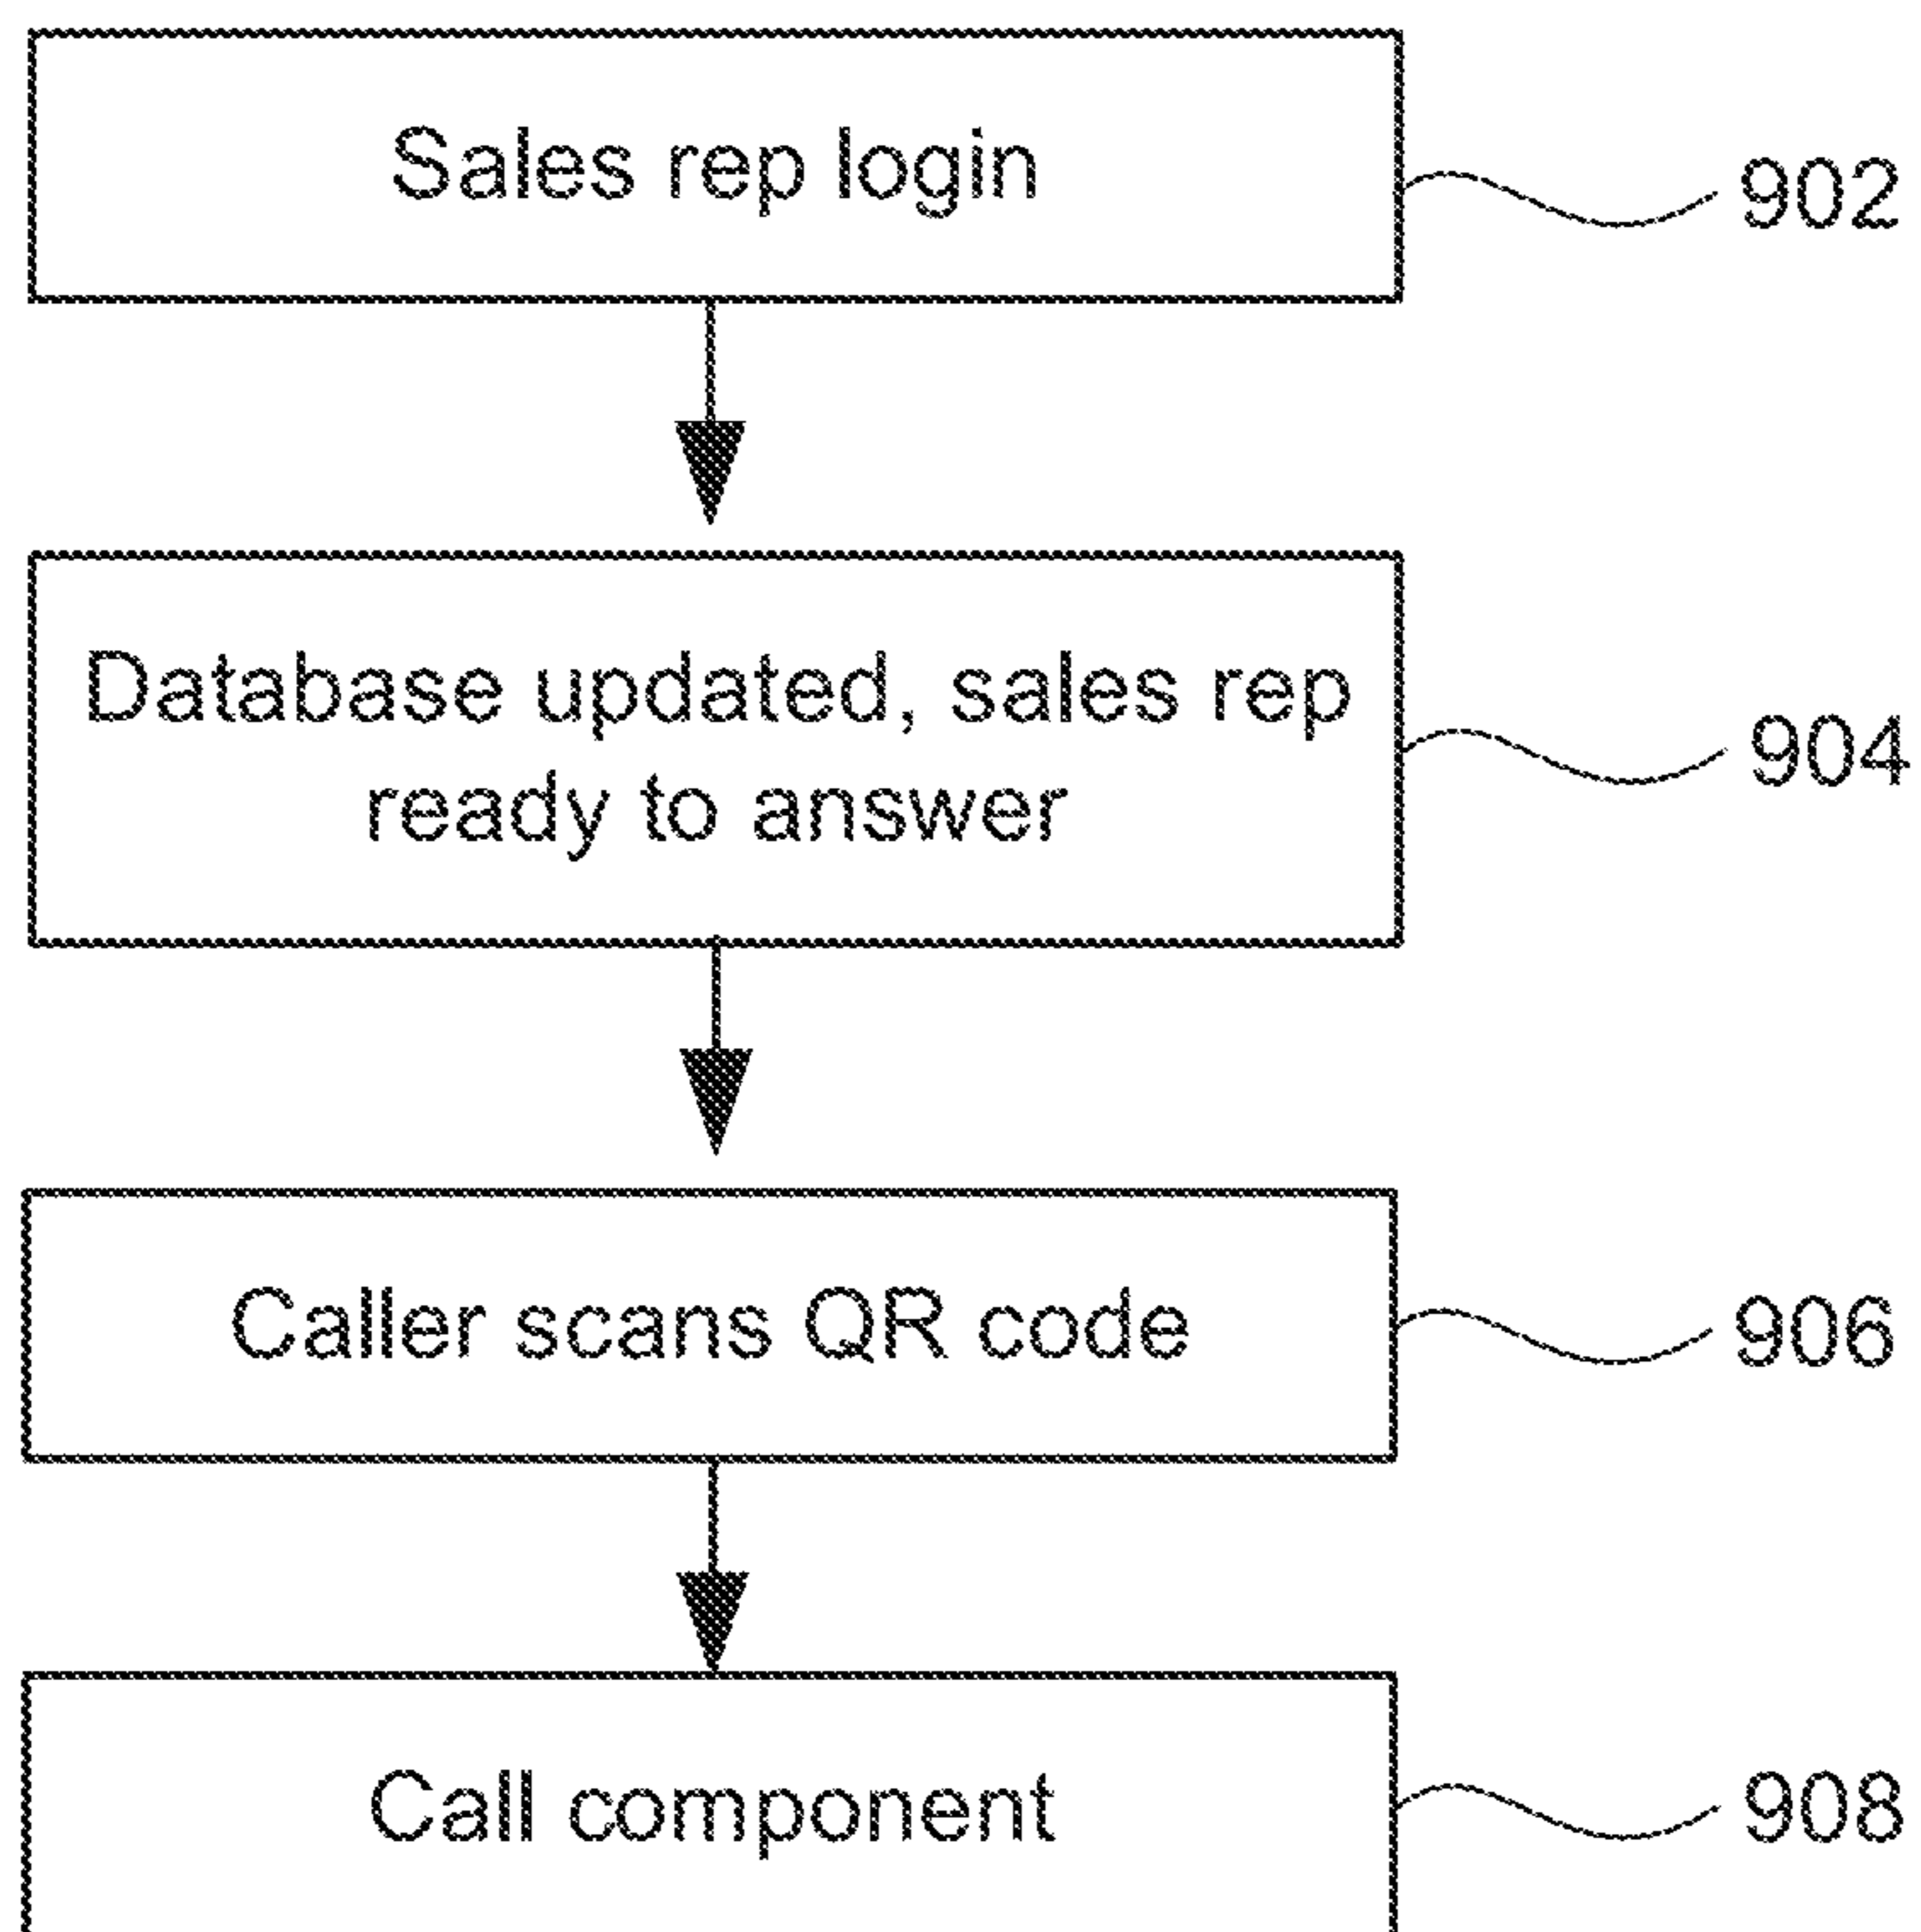 Sales rep login
902
Database updated, sales rep
ready to answer
904
Caller scans QR code
906
Call component
908